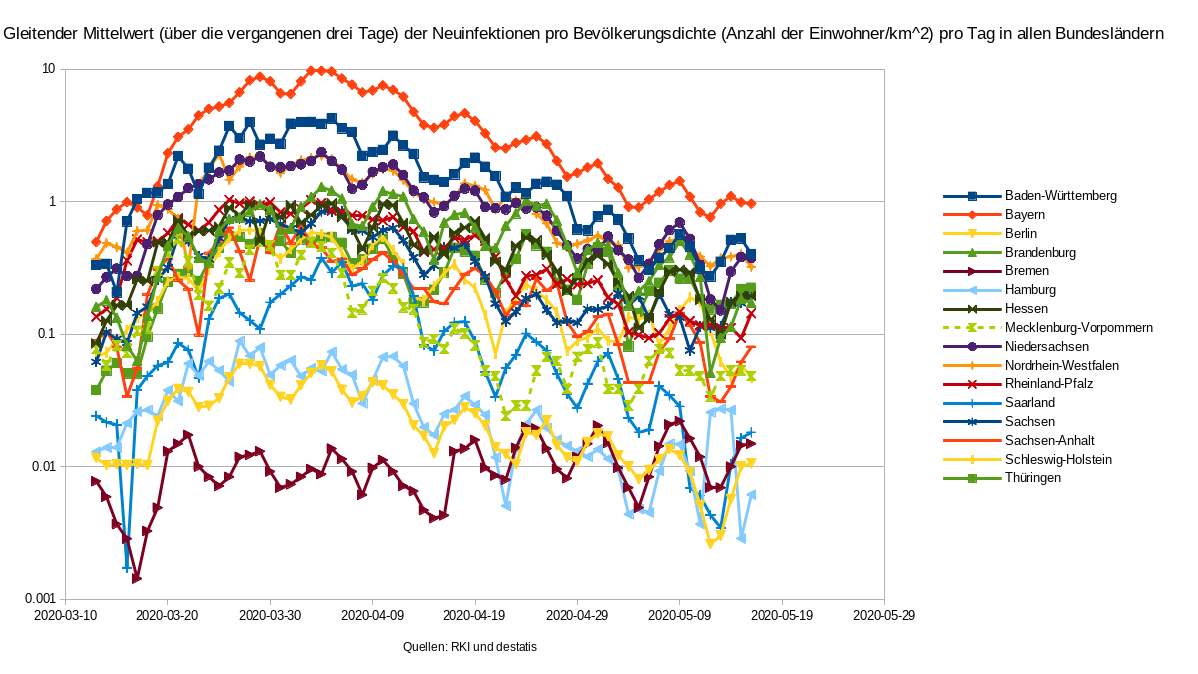 Gleitender Mittelwert (über die vergangenen drei Tage) der Neuinfektionen pro Bevölkerungsdichte (Anzahl der Einwohner/km^2) pro Tag in allen Bundesländern
10
1
0.1
0.01
0.001
2020-03-10
2020-03-20
2020-03-30
2020-04-09
2020-04-19
2020-04-29
2020-05-09
2020-05-19
2020-05-29
Quellen: RKI und destatis
Baden-Württemberg
Bayern
Berlin
Brandenburg
Bremen
Hamburg
Hessen
Mecklenburg-Vorpommern
Niedersachsen
Nordrhein-Westfalen
Rheinland-Pfalz
Saarland
Sachsen
Sachsen-Anhalt
Schleswig-Holstein
Thüringen